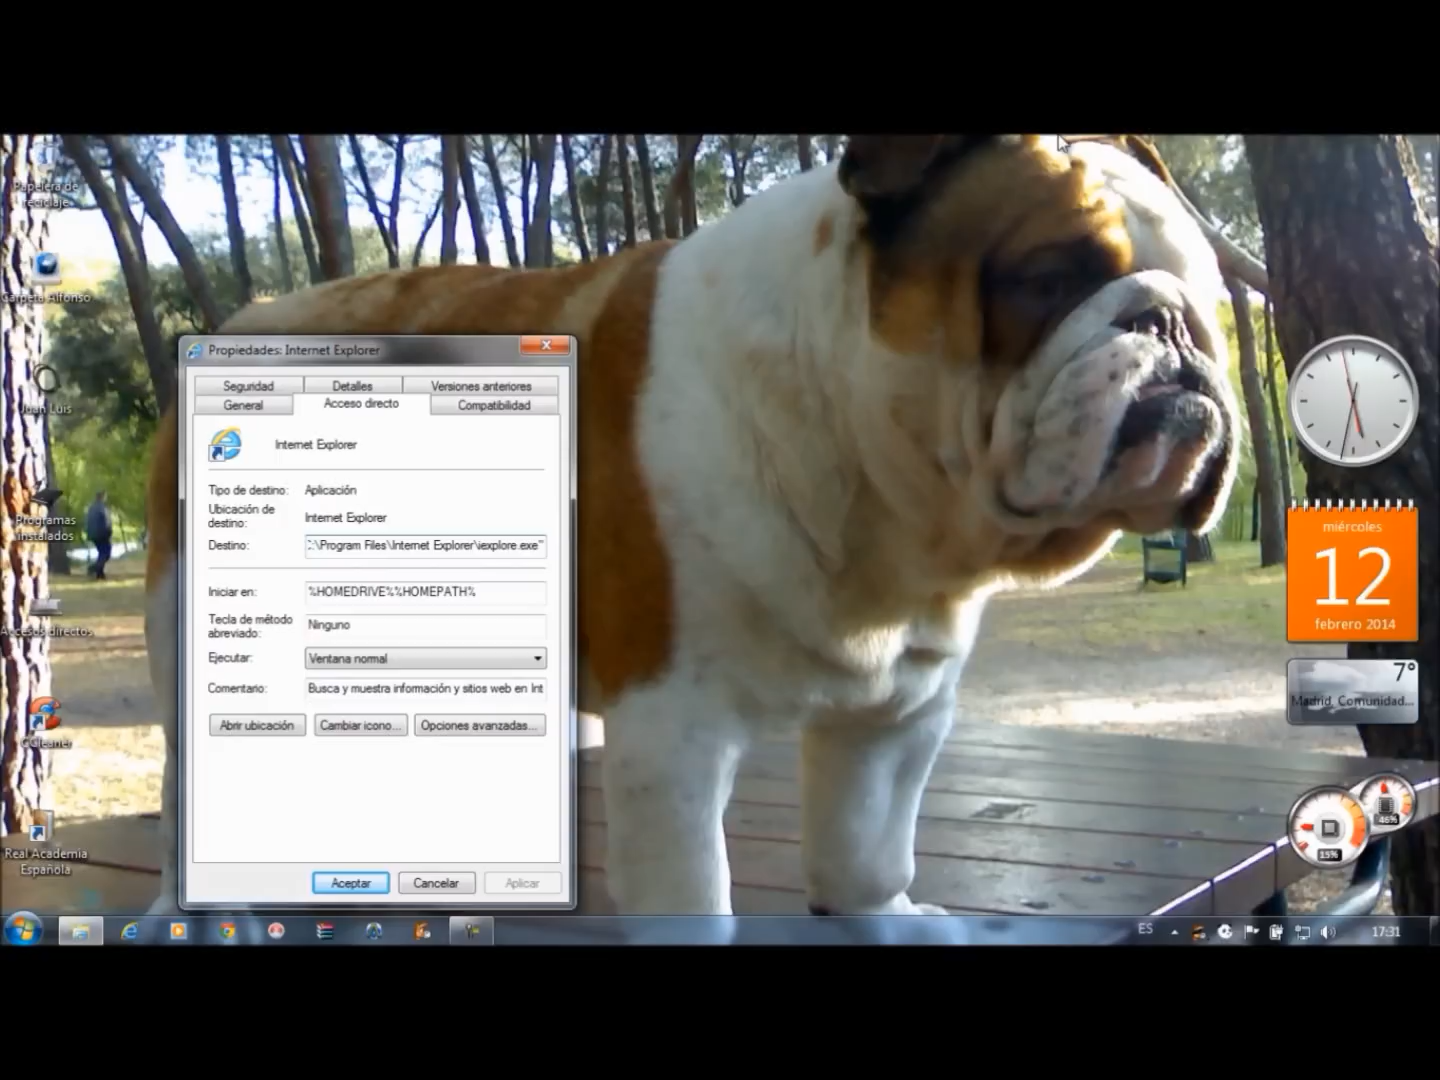 Papelera de
reciclaje
Carpeta Alfonso
Juan Luis
Programas
instalados
Accesos directos
CCleaner
Real Academia
Española
Propiedades: Internet Explorer
Seguridad
Detalles
Versiones anteriores
General
Acceso directo
Compatibilidad
Internet Explorer
Tipo de destino: Aplicación
Ubicación de
destino:
Internet Explorer
Destino: :\Program Files\Internet Explorer\iexplore.exe"
Iniciar en: %HOMEDRIVE%%HOMEPATH%
Tecla de método
abreviado:
Ninguno
Ejecutar: Ventana normal
Comentario: Busca y muestra información y sitios web en Int
Abrir ubicación
Cambiar icono...
Opciones avanzadas...
Aceptar
Cancelar
Aplicar
miércoles
12
febrero 2014
7°
Madrid, Comunidad...
46%
15%
ES
17:31